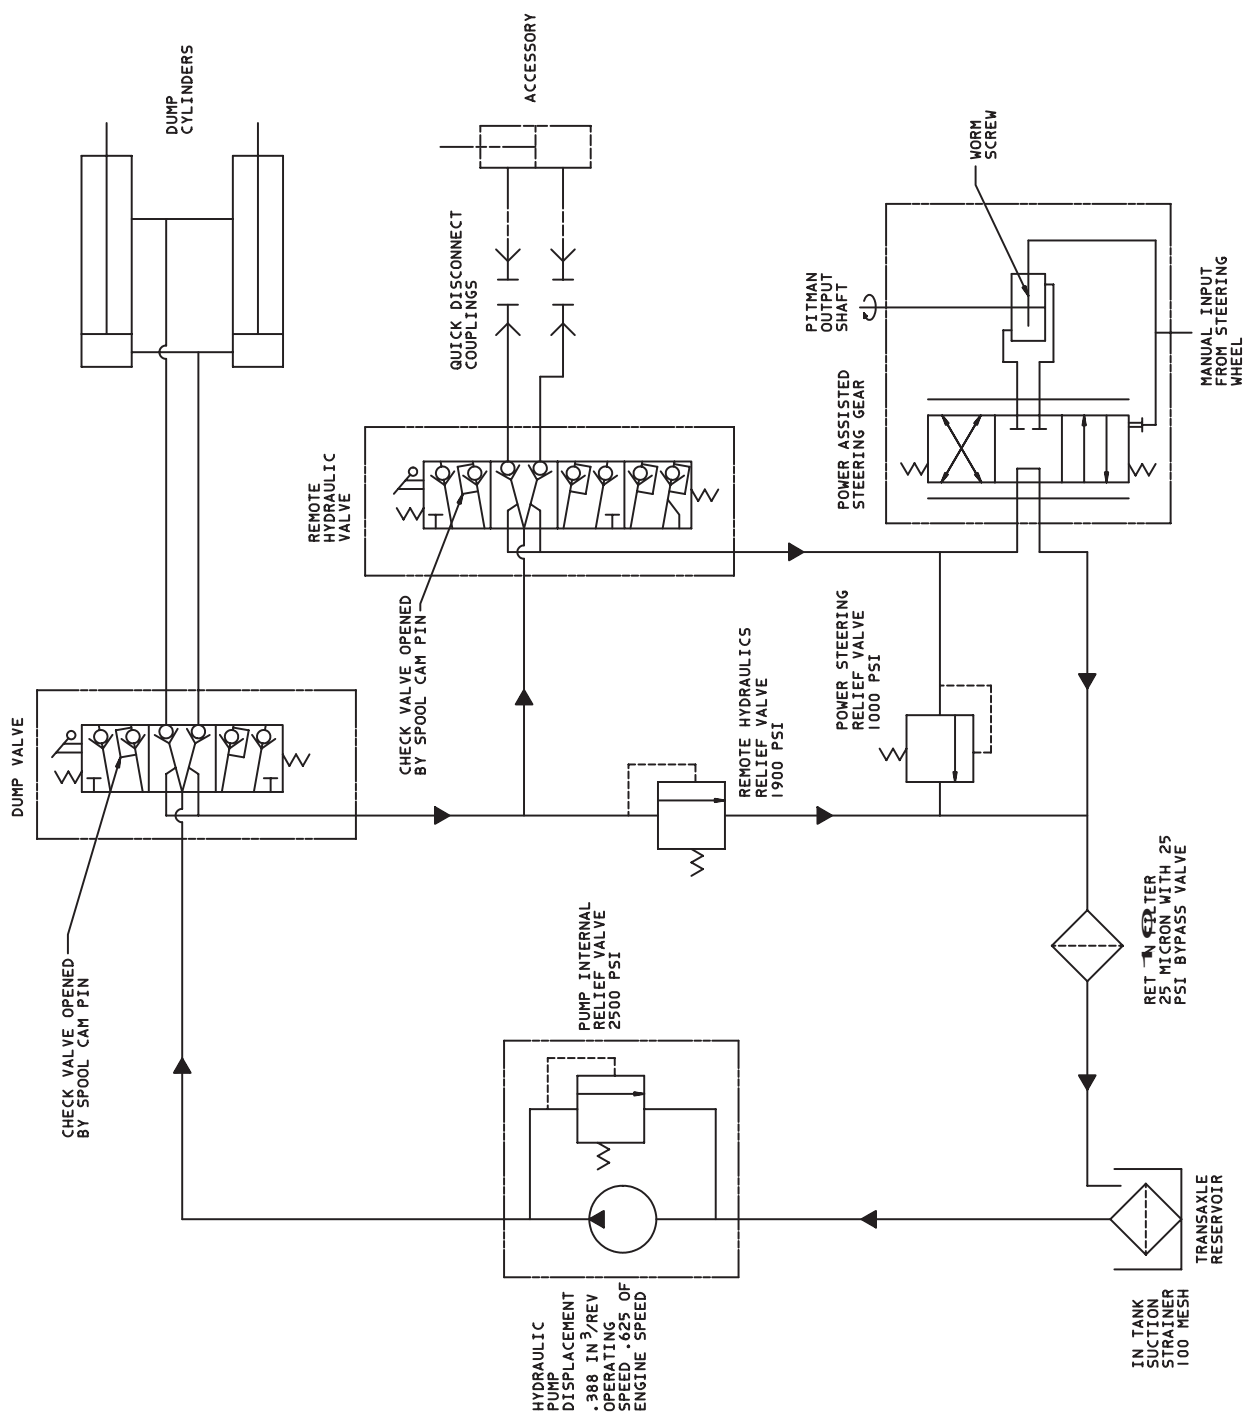 DUMP
CYLINDERS
ACCESSORY
WORM
SCREW
QUICK DISCONNECT
COUPLINGS
PITMAN
OUTPUT
SHAFT
MANUAL INPUT
FROM STEERING
WHEEL
REMOTE
HYDRAULIC
VALVE
POWER ASSISTED
STEERING GEAR
DUMP VALVE
CHECK VALVE OPENED
BY SPOOL CAM PIN
REMOTE HYDRAULICS
RELIEF VALVE
1900 PSI
POWER STEERING
RELIEF VALVE
1000 PSI
CHECK VALVE OPENED
BY SPOOL CAM PIN
PUMP INTERNAL
RELIEF VALVE
2500 PSI
25 MICRON WITH 25
PSI BYPASS VALVE
HYDRAULIC
PUMP
DISPLACEMENT
.388 IN³/REV
OPERATING
SPEED .625 OF
ENGINE SPEED
TRANSAXLE
RESERVOIR
IN TANK
SUCTION
STRAINER
100 MESH